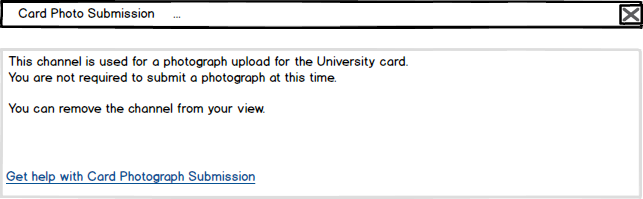 Card Photo Submission ...
This channel is used for a photograph upload for the University card.
You are not required to submit a photograph at this time.
You can remove the channel from your view.
Get help with Card Photograph Submission